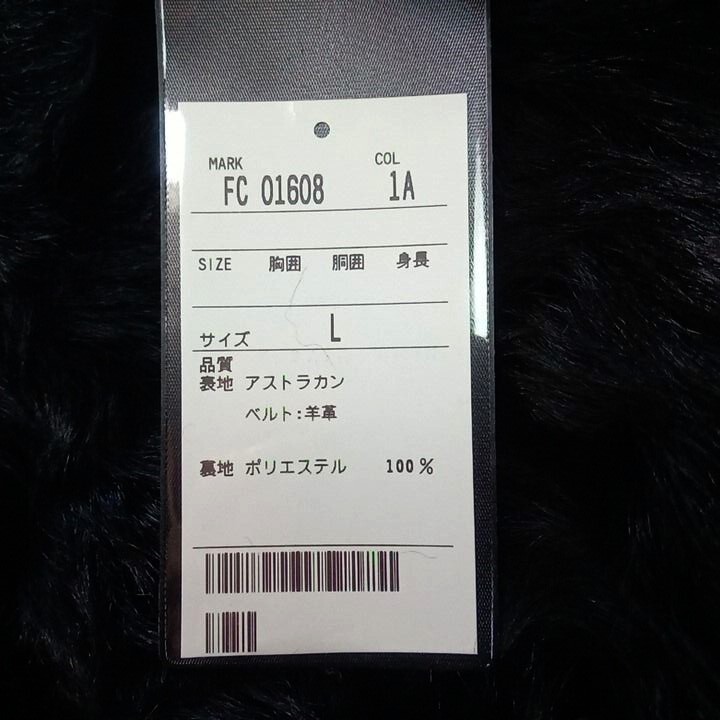 MARK COL
FC 01608 1A
SIZE 胸囲 胴囲 身長
サイズ L
品質
表地 アストラカン
ベルト:羊革
裏地 ポリエステル 100%